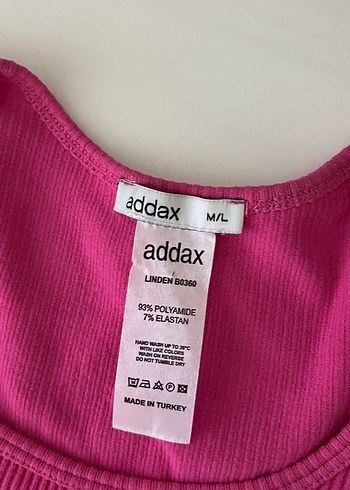 addax M/L
addax
LINDEN B0360
93% POLYAMIDE
7% ELASTAN
HAND WASH UP TO 30°C
WITH LIKE COLORS
WASH ON REVERSE
DO NOT TUMBLE DRY
MADE IN TURKEY